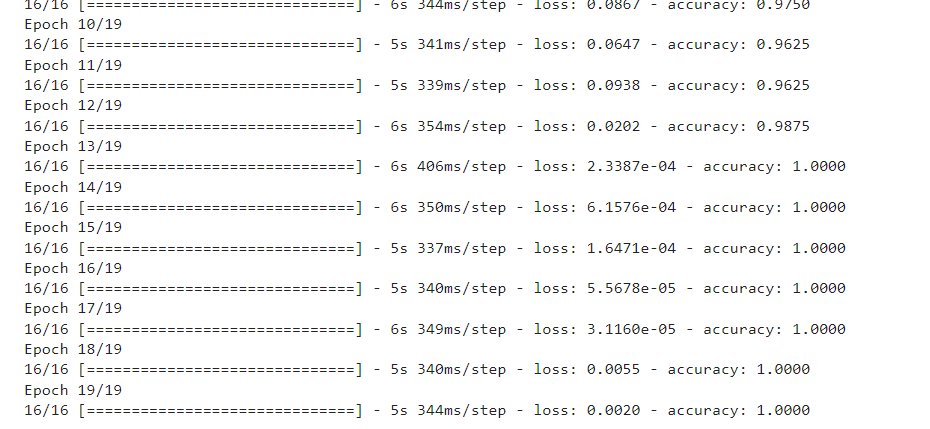 16/16 [==============================] - 6s 344ms/step - loss: 0.0867 - accuracy: 0.9750
Epoch 10/19
16/16 [==============================] - 5s 341ms/step - loss: 0.0647 - accuracy: 0.9625
Epoch 11/19
16/16 [==============================] - 5s 339ms/step - loss: 0.0938 - accuracy: 0.9625
Epoch 12/19
16/16 [==============================] - 6s 354ms/step - loss: 0.0202 - accuracy: 0.9875
Epoch 13/19
16/16 [==============================] - 6s 406ms/step - loss: 2.3387e-04 - accuracy: 1.0000
Epoch 14/19
16/16 [==============================] - 6s 350ms/step - loss: 6.1576e-04 - accuracy: 1.0000
Epoch 15/19
16/16 [==============================] - 5s 337ms/step - loss: 1.6471e-04 - accuracy: 1.0000
Epoch 16/19
16/16 [==============================] - 5s 340ms/step - loss: 5.5678e-05 - accuracy: 1.0000
Epoch 17/19
16/16 [==============================] - 6s 349ms/step - loss: 3.1160e-05 - accuracy: 1.0000
Epoch 18/19
16/16 [==============================] - 5s 340ms/step - loss: 0.0055 - accuracy: 1.0000
Epoch 19/19
16/16 [==============================] - 5s 344ms/step - loss: 0.0020 - accuracy: 1.0000